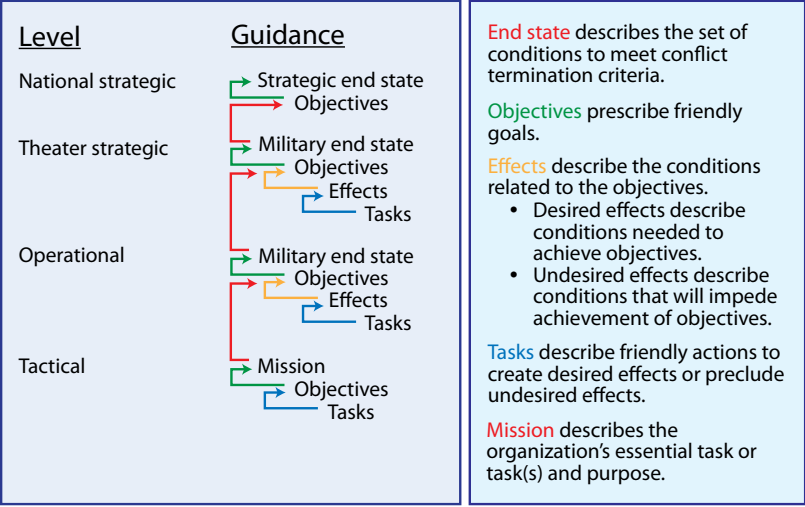 Level Guidance
National strategic Strategic end state
Objectives
Theater strategic Military end state
Objectives
Effects
Tasks
Operational Military end state
Objectives
Effects
Tasks
Tactical Mission
Objectives
Tasks
End state describes the set of
conditions to meet conflict
termination criteria.
Objectives prescribe friendly
goals.
Effects describe the conditions
related to the objectives.
• Desired effects describe
conditions needed to
achieve objectives.
• Undesired effects describe
conditions that will impede
achievement of objectives.
Tasks describe friendly actions to
create desired effects or preclude
undesired effects.
Mission describes the
organization’s essential task or
task(s) and purpose.